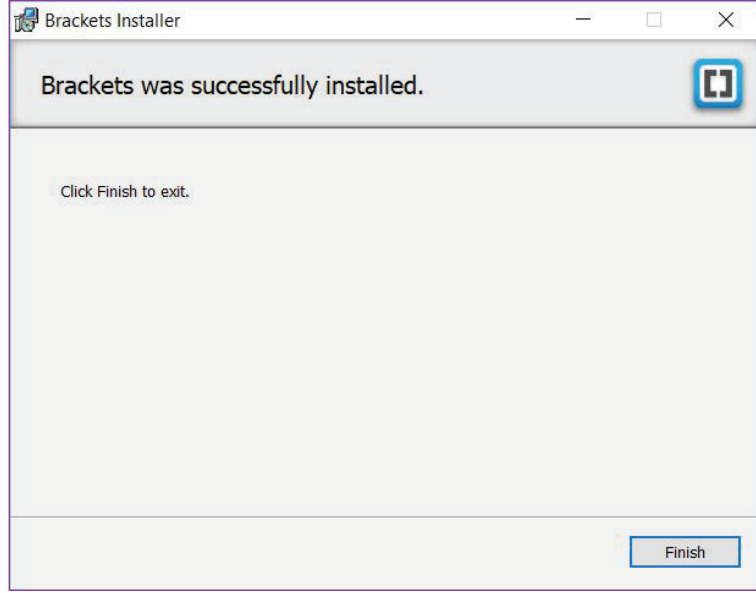 Brackets Installer
Brackets was successfully installed.
Click Finish to exit.
Finish